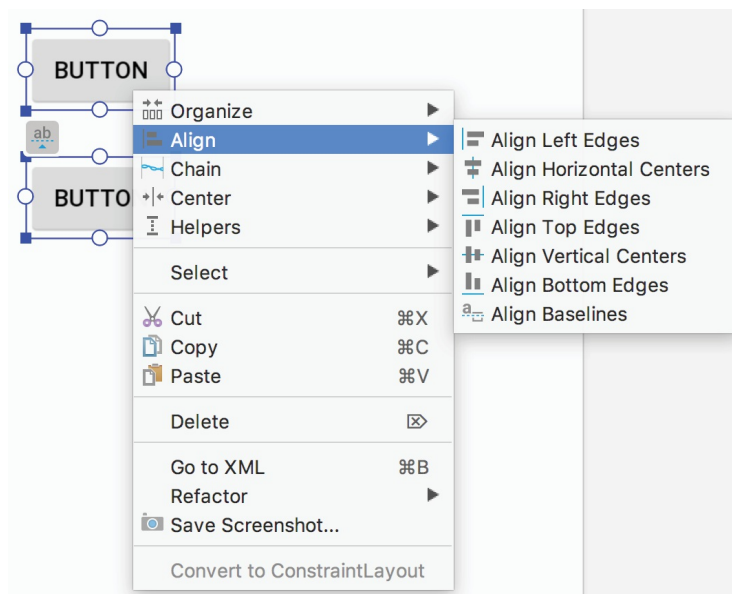 BUTTON
ab
BUTTO
Organize
Align
Chain
Center
Helpers
Select
Cut ⌘X
Copy ⌘C
Paste ⌘V
Delete ⌦
Go to XML ⌘B
Refactor
Save Screenshot...
Convert to ConstraintLayout
Align Left Edges
Align Horizontal Centers
Align Right Edges
Align Top Edges
Align Vertical Centers
Align Bottom Edges
a
Align Baselines